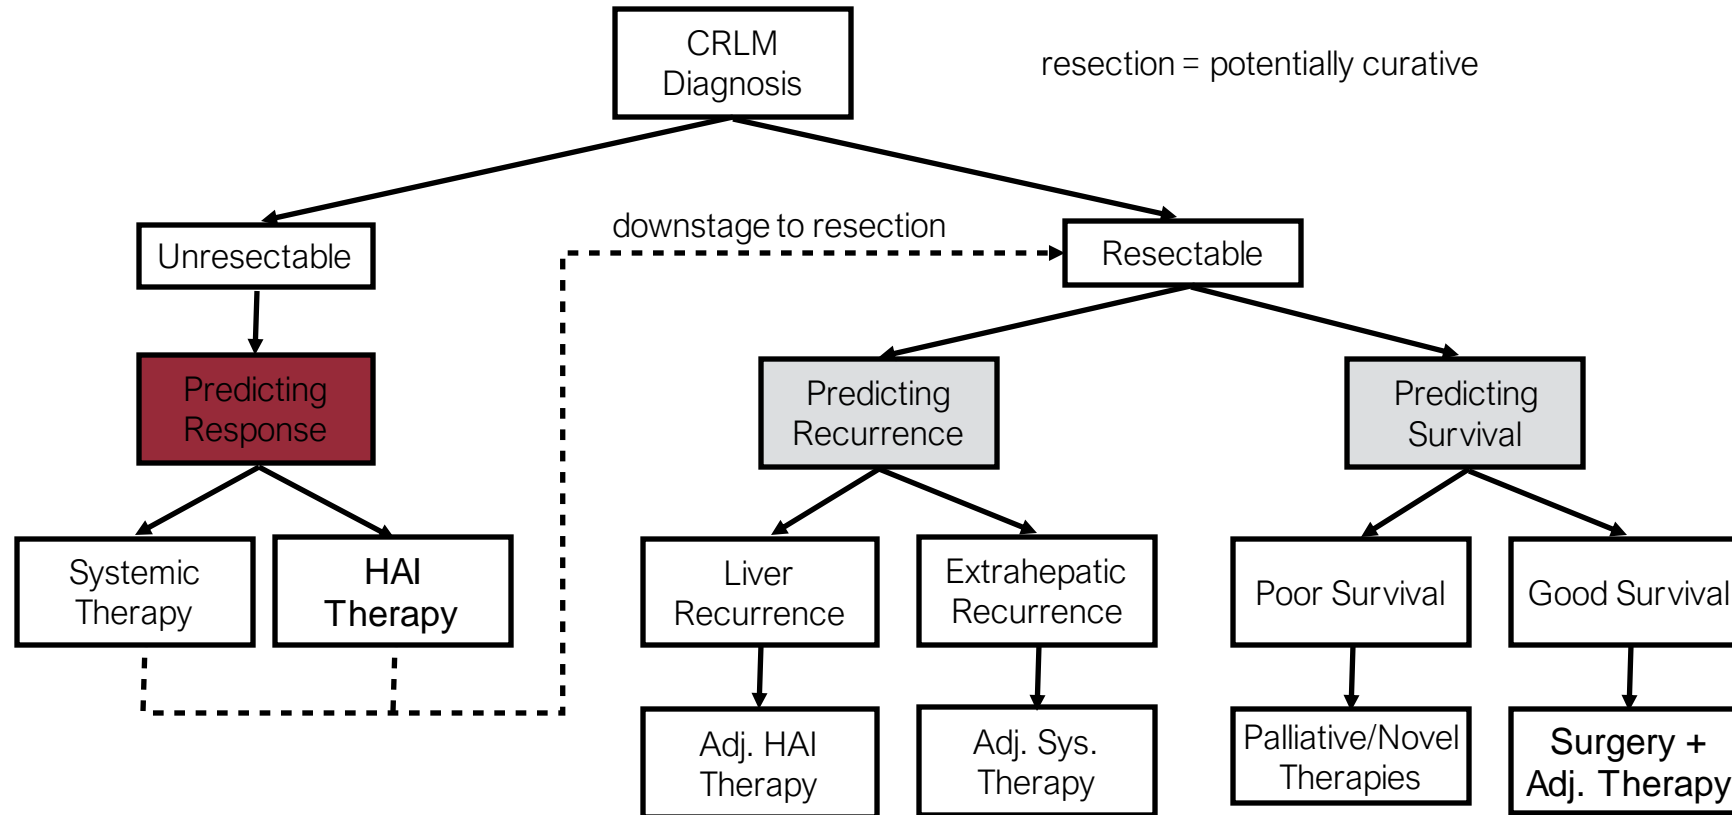 CRLM
Diagnosis
resection = potentially curative
downstage to resection
Unresectable
Resectable
Predicting
Response
Predicting
Recurrence
Predicting
Survival
Systemic
Therapy
HAI
Therapy
Liver
Recurrence
Extrahepatic
Recurrence
Poor Survival
Good Survival
Adj. HAI
Therapy
Adj. Sys.
Therapy
Palliative/Novel
Therapies
Surgery +
Adj. Therapy